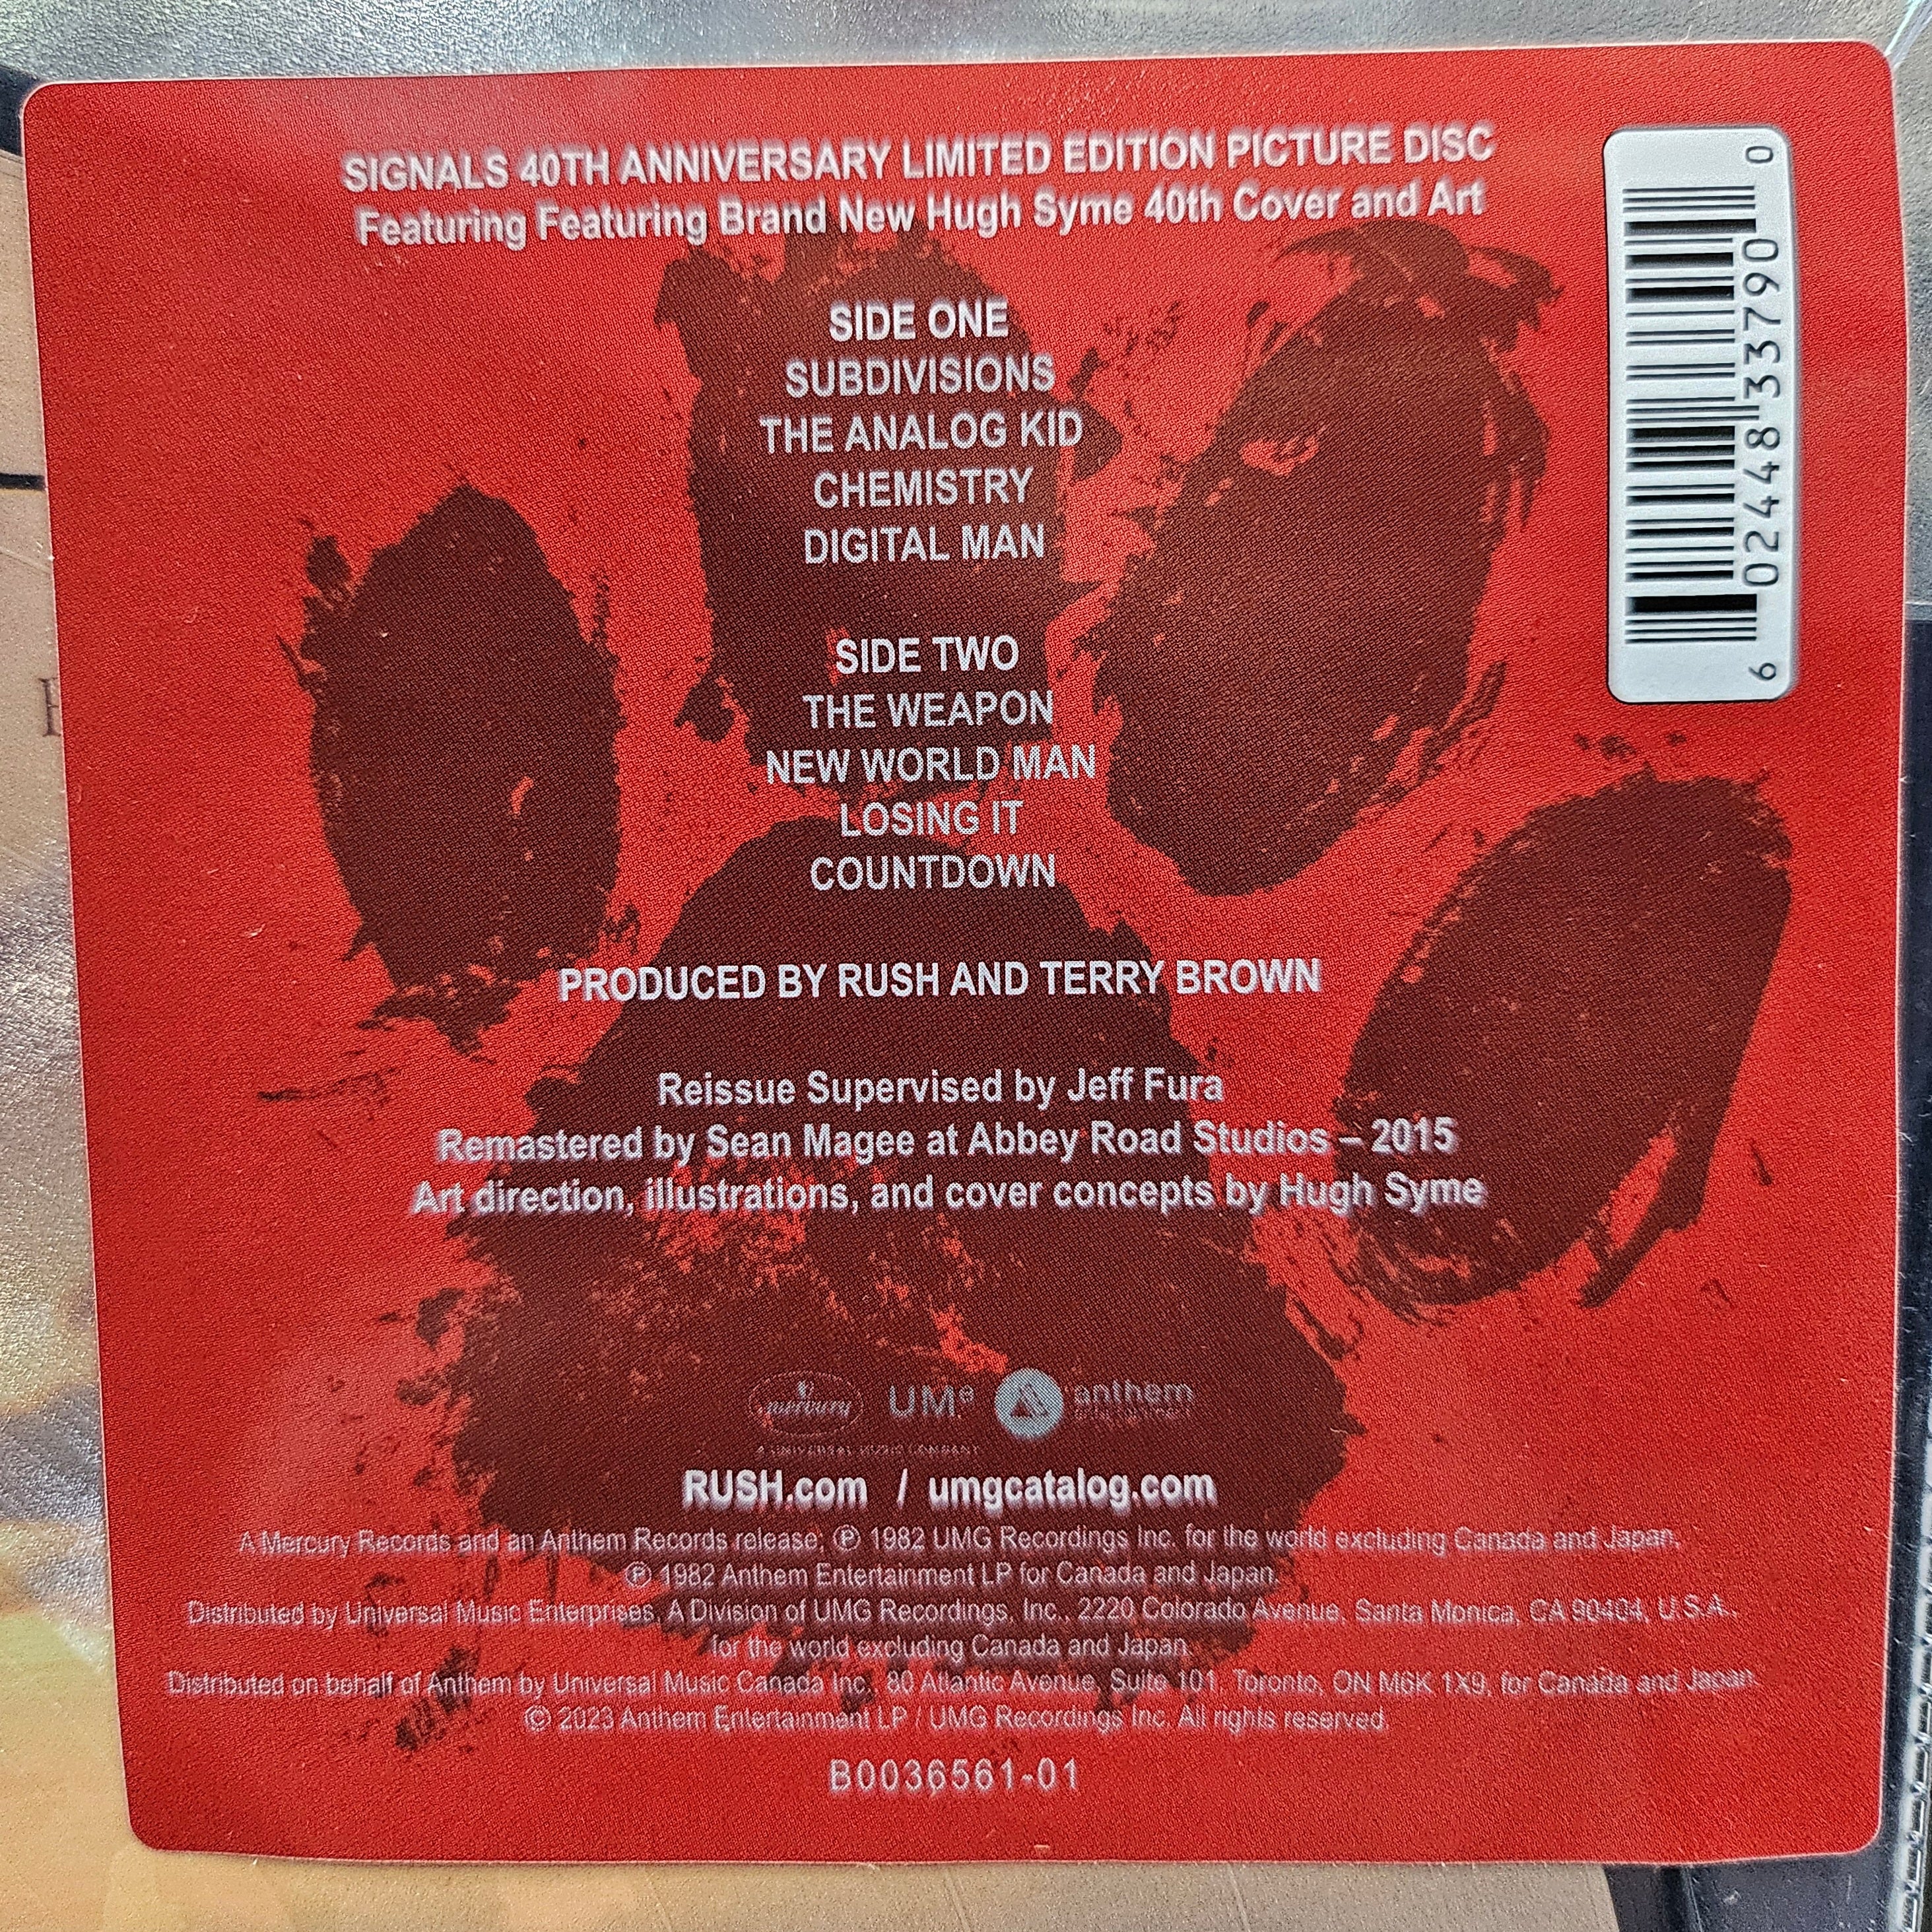 SIGNALS 40TH ANNIVERSARY LIMITED EDITION PICTURE DISC
Featuring Featuring Brand New Hugh Syme 40th Cover and Art
0
02448 33790
6
SIDE ONE
SUBDIVISIONS
THE ANALOG KID
CHEMISTRY
DIGITAL MAN
SIDE TWO
THE WEAPON
NEW WORLD MAN
LOSING IT
COUNTDOWN
PRODUCED BY RUSH AND TERRY BROWN
Reissue Supervised by Jeff Fura
Remastered by Sean Magee at Abbey Road Studios – 2015
Art direction, illustrations, and cover concepts by Hugh Syme
mercury UMe anthem
A UNIVERSAL MUSIC COMPANY
RUSH.com / umgcatalog.com
A Mercury Records and an Anthem Records release; ℗ 1982 UMG Recordings Inc. for the world excluding Canada and Japan.
℗ 1982 Anthem Entertainment LP for Canada and Japan.
Distributed by Universal Music Enterprises, A Division of UMG Recordings, Inc., 2220 Colorado Avenue, Santa Monica, CA 90404, U.S.A.,
for the world excluding Canada and Japan.
Distributed on behalf of Anthem by Universal Music Canada Inc., 80 Atlantic Avenue, Suite 101, Toronto, ON M6K 1X9, for Canada and Japan.
© 2023 Anthem Entertainment LP / UMG Recordings Inc. All rights reserved.
B0036561-01